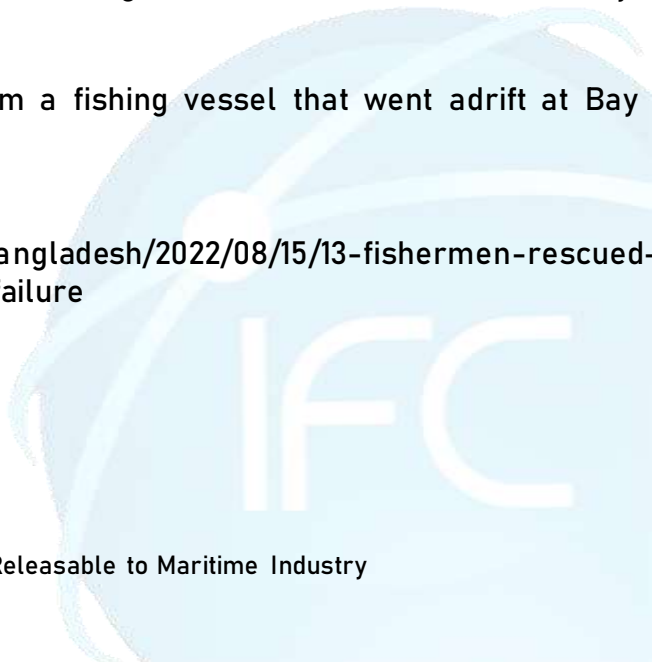 m a fishing vessel that went adrift at Bay
angladesh/2022/08/15/13-fishermen-rescued-
failure
IFC
Releasable to Maritime Industry